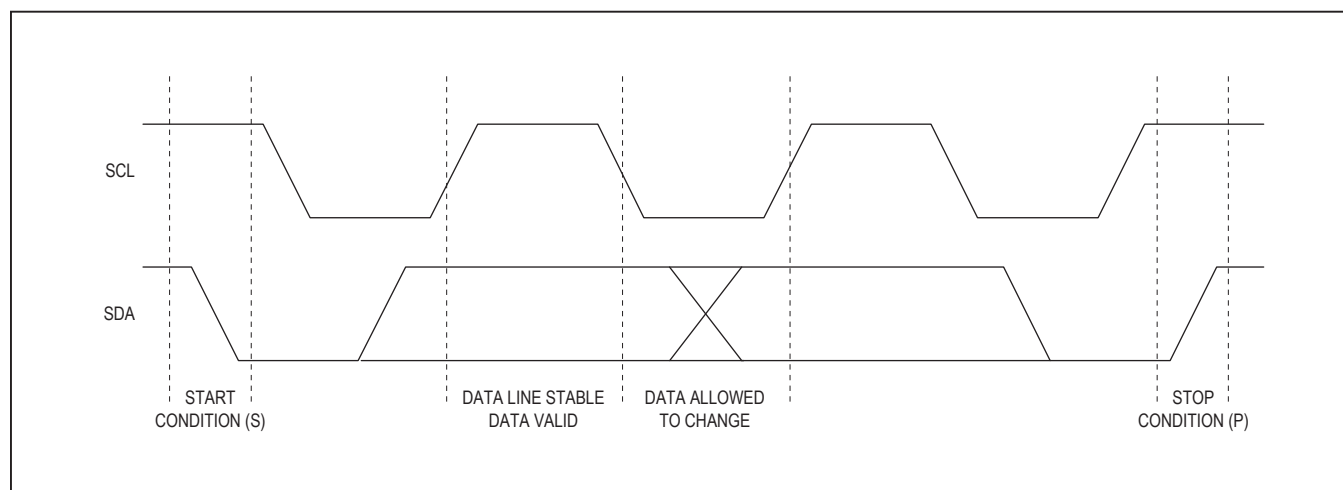 SCL
SDA
START
CONDITION (S)
DATA LINE STABLE
DATA VALID
DATA ALLOWED
TO CHANGE
STOP
CONDITION (P)